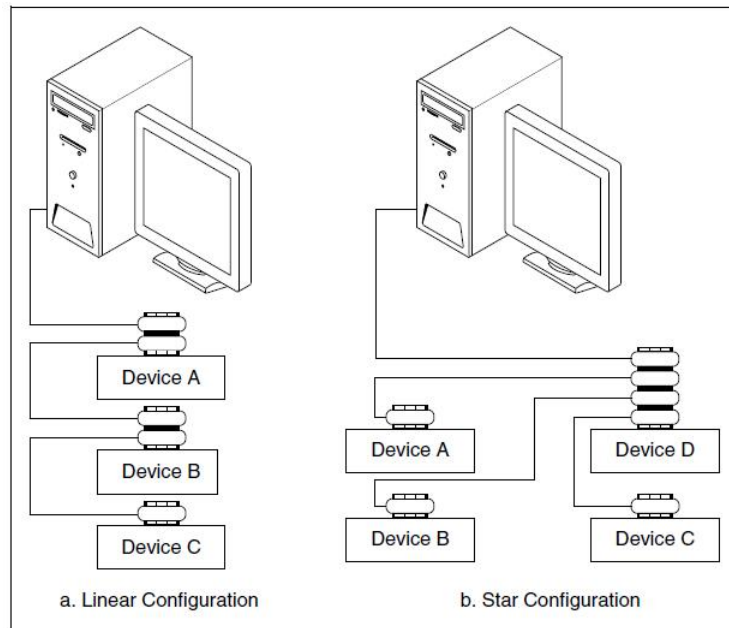 Device A
Device B
Device C
a. Linear Configuration
Device A
Device D
Device B
Device C
b. Star Configuration